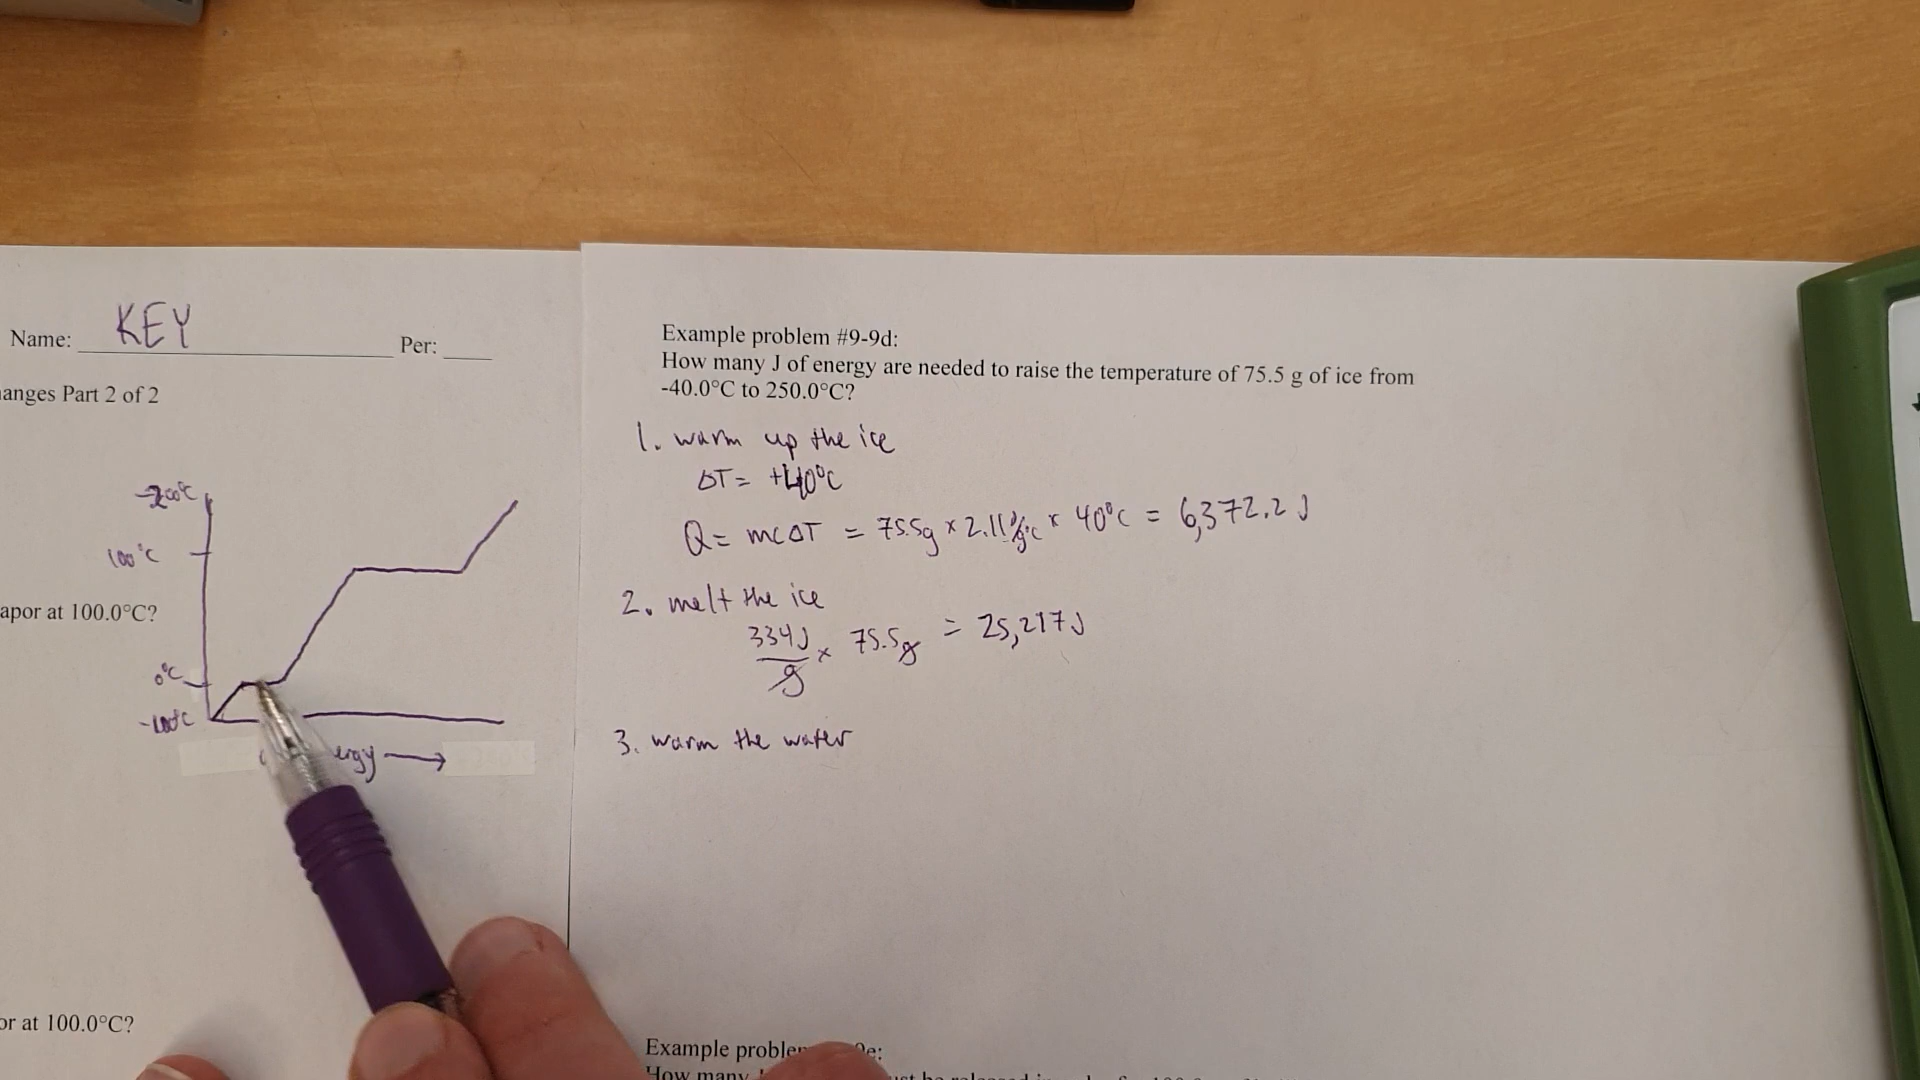 Name: KEY Per:
anges Part 2 of 2
-200°C
100°C
apor at 100.0°C?
0°C
-100°C
ergy →
or at 100.0°C?
Example problem #9-9d:
How many J of energy are needed to raise the temperature of 75.5 g of ice from
-40.0°C to 250.0°C?
1. warm up the ice
ΔT = +40°C
Q = mcΔT = 75.5g × 2.11 J/g°C × 40°C = 6,372.2 J
2. melt the ice
334J/g × 75.5g = 25,217J
3. warm the water
Example problem 9e:
How many